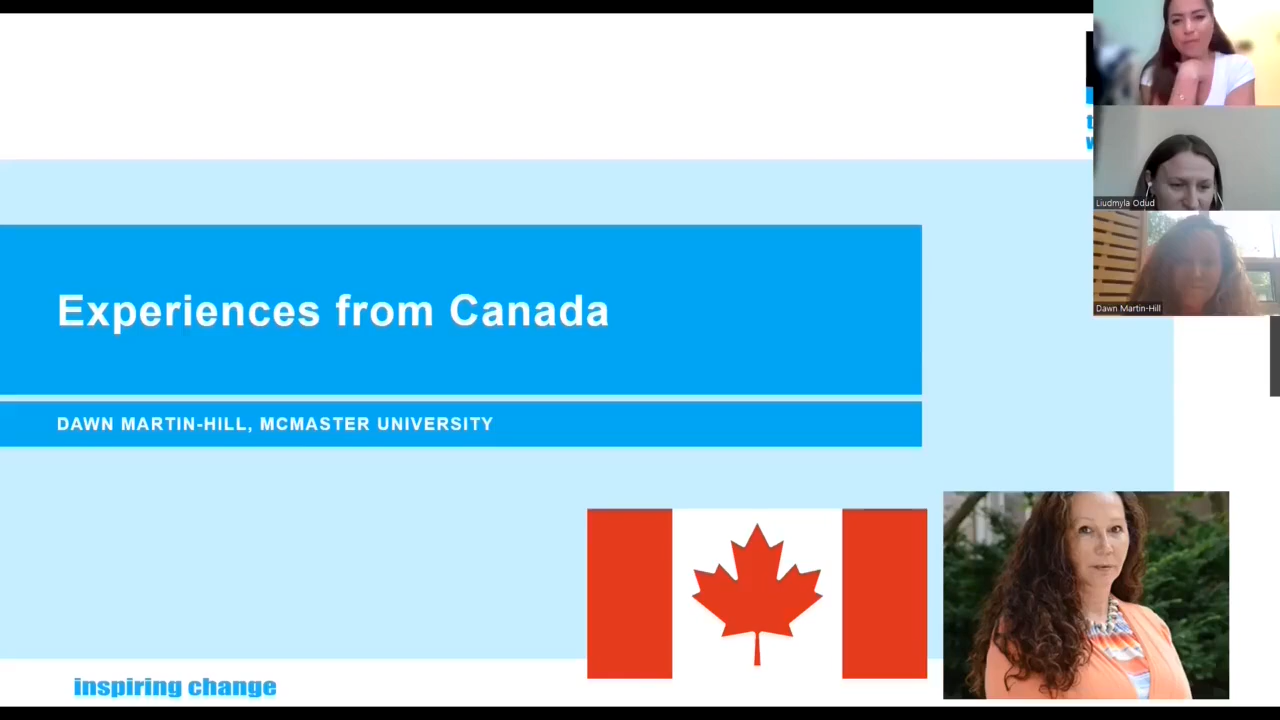 Experiences from Canada
DAWN MARTIN-HILL, MCMASTER UNIVERSITY
inspiring change
Liudmyla Odud
Dawn Martin-Hill